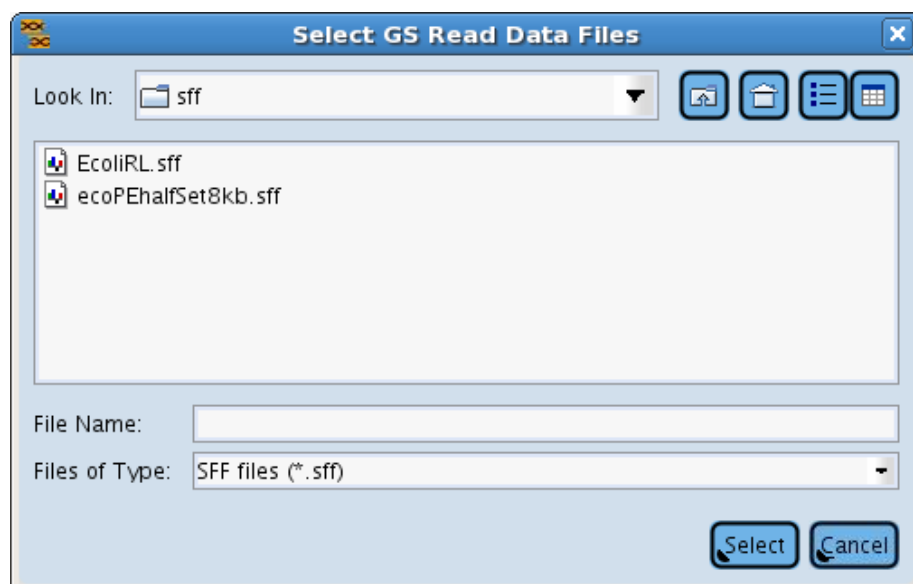 Select GS Read Data Files
Look In: sff
EcoliRL.sff
ecoPEhalfSet8kb.sff
File Name:
Files of Type: SFF files (*.sff)
Select Cancel